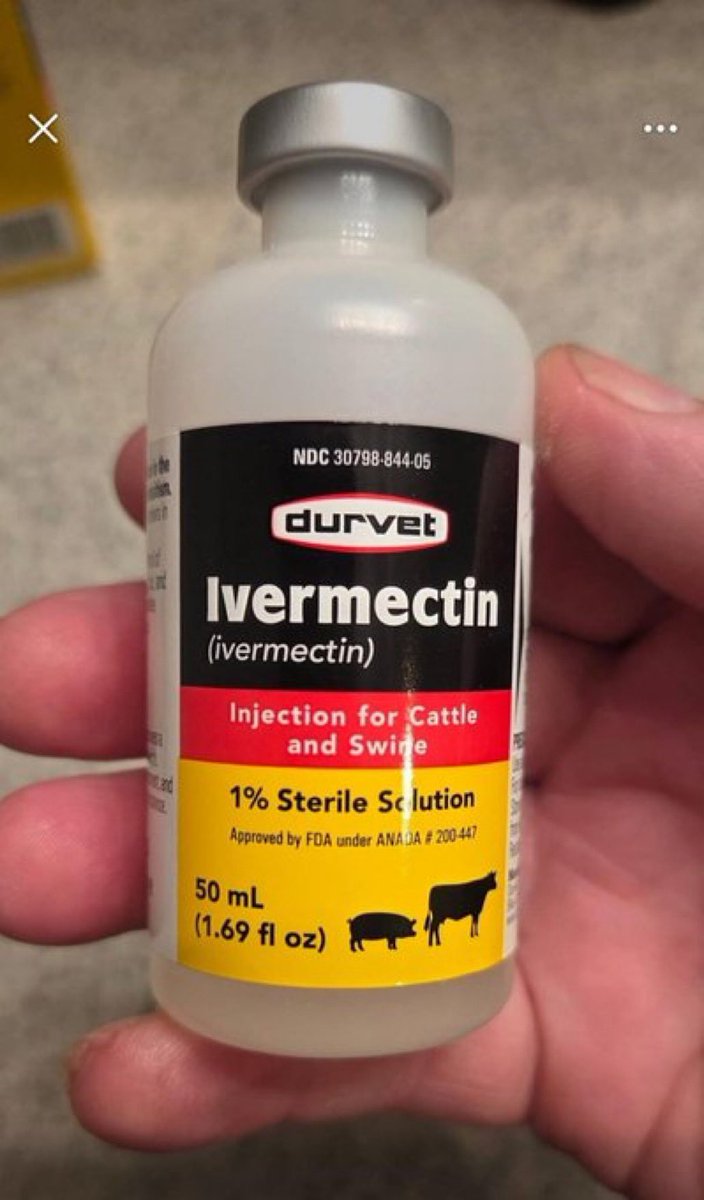 NDC 30798-844-05
durvet
Ivermectin
(ivermectin)
Injection for Cattle
and Swine
1% Sterile Solution
Approved by FDA under ANADA # 200-447
50 mL
(1.69 fl oz)